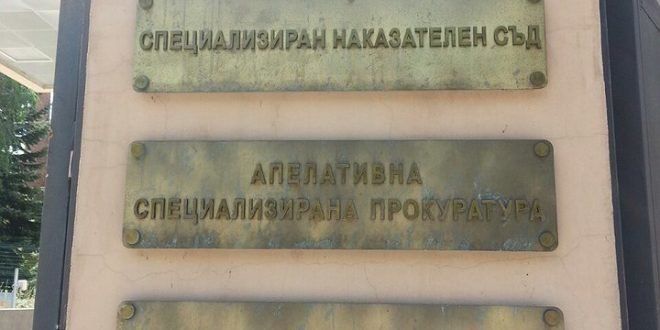 СПЕЦИАЛИЗИРАН НАКАЗАТЕЛЕН СЪД
АПЕЛАТИВНА
СПЕЦИАЛИЗИРАНА ПРОКУРАТУРА